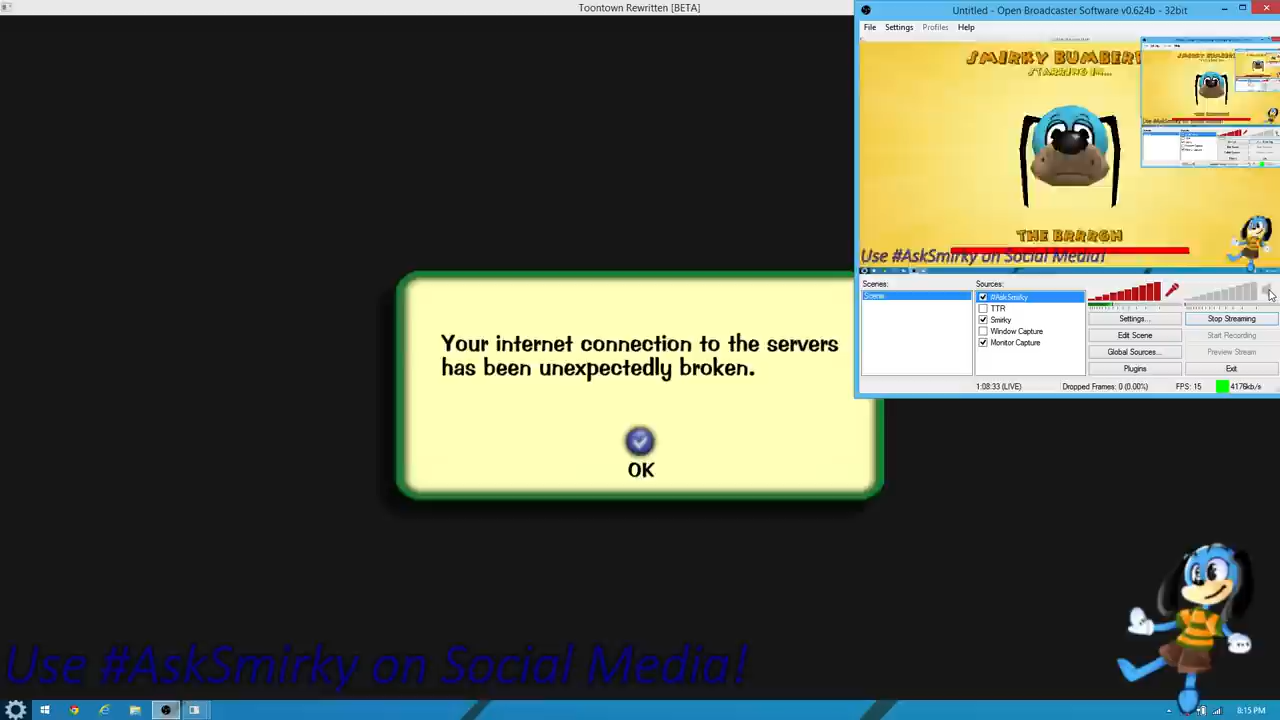 Toontown Rewritten [BETA]
Untitled - Open Broadcaster Software v0.624b - 32bit
File Settings Profiles Help
SMIRKY BUMBER
STARRING IN...
THE BRRRGH
Use #AskSmirky on Social Media!
Scenes:
Scene
Sources:
#AskSmirky
TTR
Smirky
Window Capture
Monitor Capture
Settings...
Stop Streaming
Edit Scene
Start Recording
Global Sources...
Preview Stream
Plugins
Exit
1:08:33 (LIVE)
Dropped Frames: 0 (0.00%)
FPS: 15
4176kb/s
Your internet connection to the servers
has been unexpectedly broken.
OK
Use #AskSmirky on Social Media!
8:15 PM